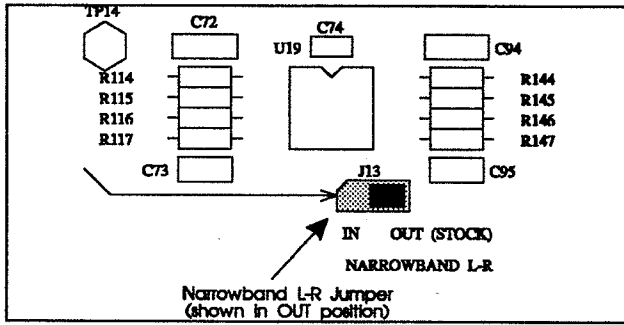 TP14
C72
C74
U19
C94
R114
R115
R116
R117
R144
R145
R146
R147
C73
J13
C95
IN OUT (STOCK)
NARROWBAND L-R
Narrowband L-R Jumper
(shown in OUT position)